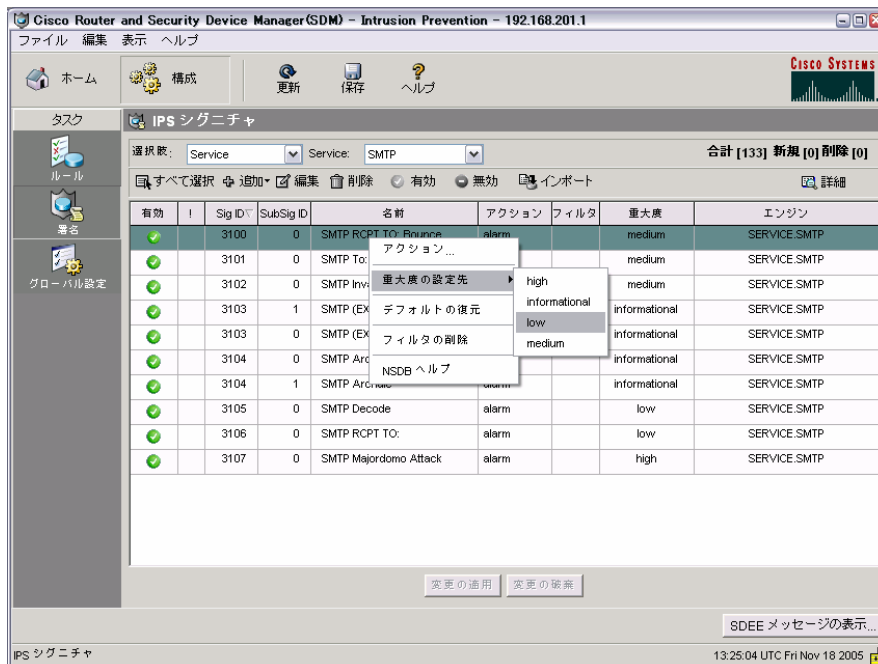 Cisco Router and Security Device Manager(SDM) - Intrusion Prevention - 192.168.201.1
ファイル 編集 表示 ヘルプ
ホーム 構成 更新 保存 ヘルプ
CISCO SYSTEMS
タスク
IPS シグニチャ
選択肢: Service Service: SMTP 合計 [133] 新規 [0] 削除 [0]
すべて選択 追加 編集 削除 有効 無効 インポート 詳細
ルール
署名
グローバル設定
有効 ! Sig ID SubSig ID 名前 アクション フィルタ 重大度 エンジン
3100 0 SMTP RCPT TO: Bounce alarm medium SERVICE.SMTP
3101 0 SMTP To: medium SERVICE.SMTP
3102 0 SMTP Inv medium SERVICE.SMTP
3103 1 SMTP (EX informational SERVICE.SMTP
3103 0 SMTP (EX informational SERVICE.SMTP
3104 0 SMTP Arc informational SERVICE.SMTP
3104 1 SMTP Archaic alarm informational SERVICE.SMTP
3105 0 SMTP Decode alarm low SERVICE.SMTP
3106 0 SMTP RCPT TO: alarm low SERVICE.SMTP
3107 0 SMTP Majordomo Attack alarm high SERVICE.SMTP
アクション...
重大度の設定先
デフォルトの復元
フィルタの削除
NSDB ヘルプ
high
informational
low
medium
変更の適用 変更の破棄
SDEE メッセージの表示...
IPS シグニチャ 13:25:04 UTC Fri Nov 18 2005